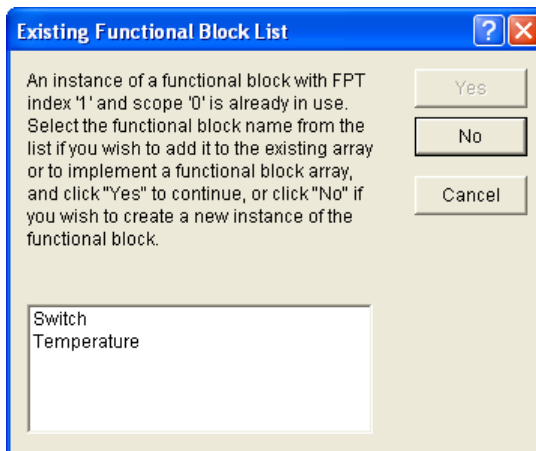 Existing Functional Block List
An instance of a functional block with FPT
index '1' and scope '0' is already in use.
Select the functional block name from the
list if you wish to add it to the existing array
or to implement a functional block array,
and click "Yes" to continue, or click "No" if
you wish to create a new instance of the
functional block.
Yes
No
Cancel
Switch
Temperature